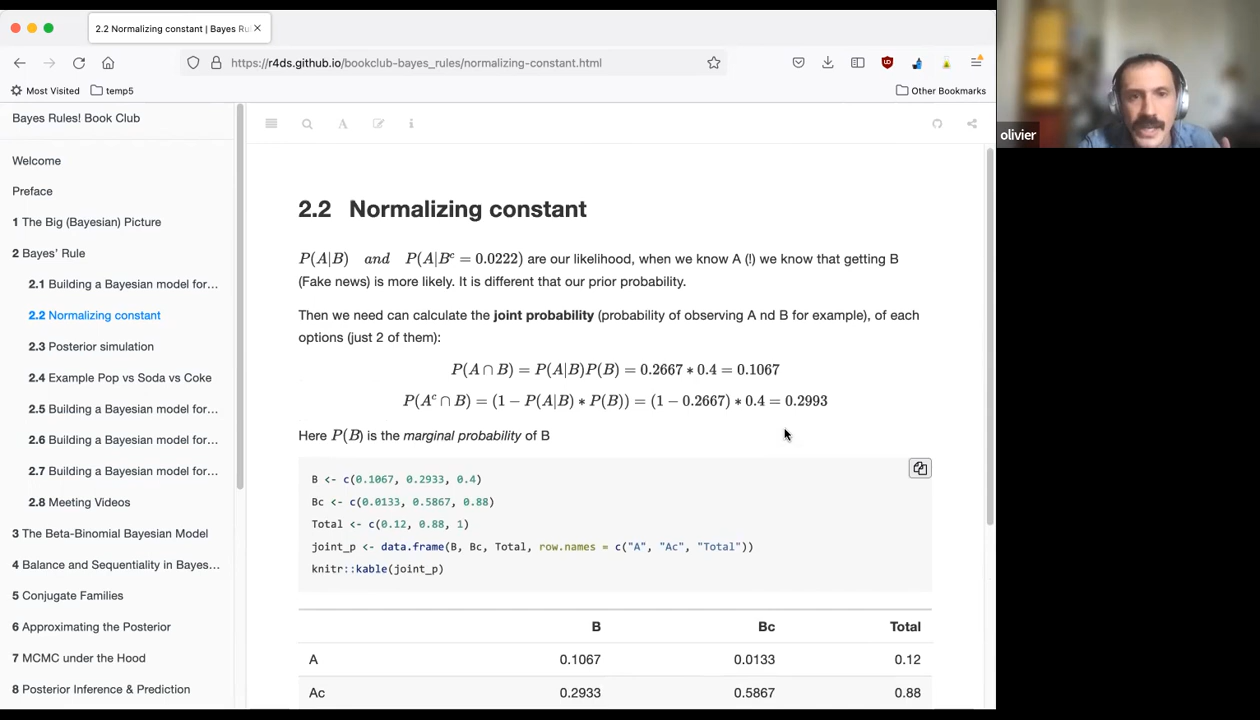 2.2 Normalizing constant | Bayes Ru
https://r4ds.github.io/bookclub-bayes_rules/normalizing-constant.html
Most Visited temp5 Other Bookmarks
Bayes Rules! Book Club
Welcome
Preface
1 The Big (Bayesian) Picture
2 Bayes' Rule
2.1 Building a Bayesian model for...
2.2 Normalizing constant
2.3 Posterior simulation
2.4 Example Pop vs Soda vs Coke
2.5 Building a Bayesian model for...
2.6 Building a Bayesian model for...
2.7 Building a Bayesian model for...
2.8 Meeting Videos
3 The Beta-Binomial Bayesian Model
4 Balance and Sequentiality in Bayes...
5 Conjugate Families
6 Approximating the Posterior
7 MCMC under the Hood
8 Posterior Inference & Prediction
2.2 Normalizing constant
P(A|B) and P(A|Bᶜ = 0.0222) are our likelihood, when we know A (!) we know that getting B
(Fake news) is more likely. It is different that our prior probability.
Then we need can calculate the joint probability (probability of observing A nd B for example), of each
options (just 2 of them):
P(A ∩ B) = P(A|B)P(B) = 0.2667 * 0.4 = 0.1067
P(Aᶜ ∩ B) = (1 − P(A|B) * P(B)) = (1 − 0.2667) * 0.4 = 0.2993
Here P(B) is the marginal probability of B
B <- c(0.1067, 0.2933, 0.4)
Bc <- c(0.0133, 0.5867, 0.88)
Total <- c(0.12, 0.88, 1)
joint_p <- data.frame(B, Bc, Total, row.names = c("A", "Ac", "Total"))
knitr::kable(joint_p)
B Bc Total
A 0.1067 0.0133 0.12
Ac 0.2933 0.5867 0.88
olivier